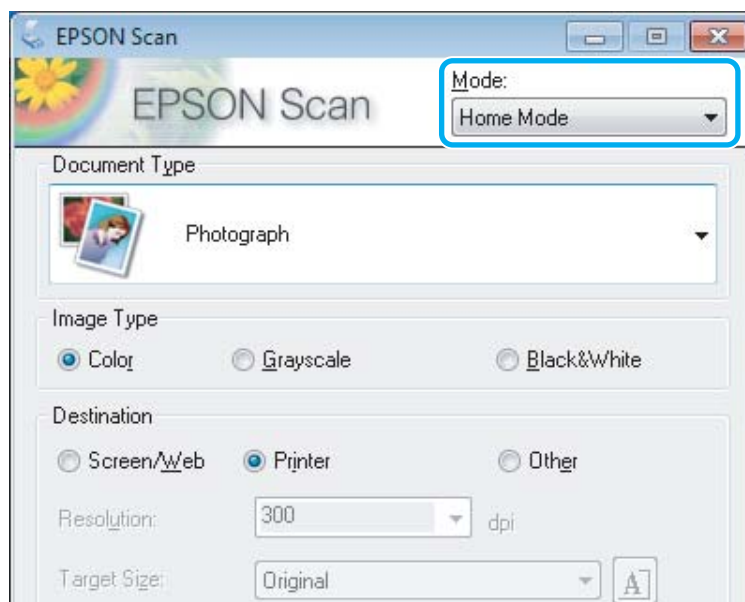 EPSON Scan
EPSON Scan
Mode:
Home Mode
Document Type
Photograph
Image Type
Color Grayscale Black&White
Destination
Screen/Web Printer Other
Resolution: 300 dpi
Target Size: Original A